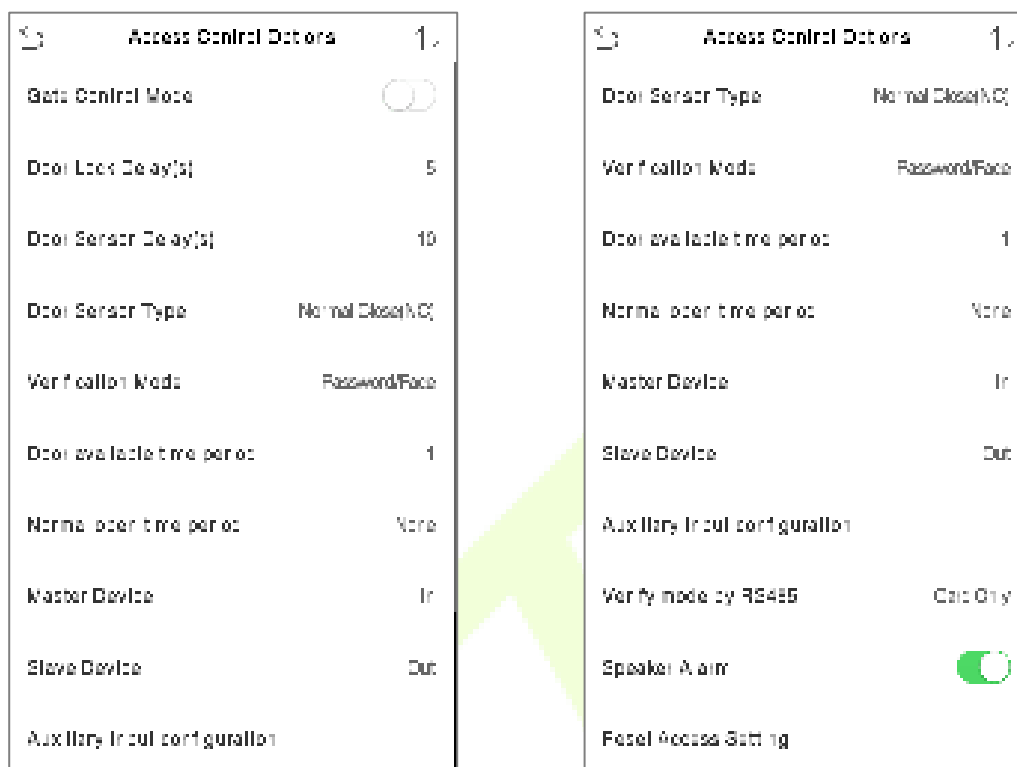 Access Control Options
Gate Control Mode
Door Lock Delay(s) 5
Door Sensor Delay(s) 10
Door Sensor Type Normal Close(NC)
Verification Mode Password/Face
Door available time period 1
Normal open time period None
Master Device In
Slave Device Out
Auxiliary input configuration
Access Control Options
Door Sensor Type Normal Close(NC)
Verification Mode Password/Face
Door available time period 1
Normal open time period None
Master Device In
Slave Device Out
Auxiliary input configuration
Verify mode by RS485 Card Only
Speaker Alarm
Reset Access Setting